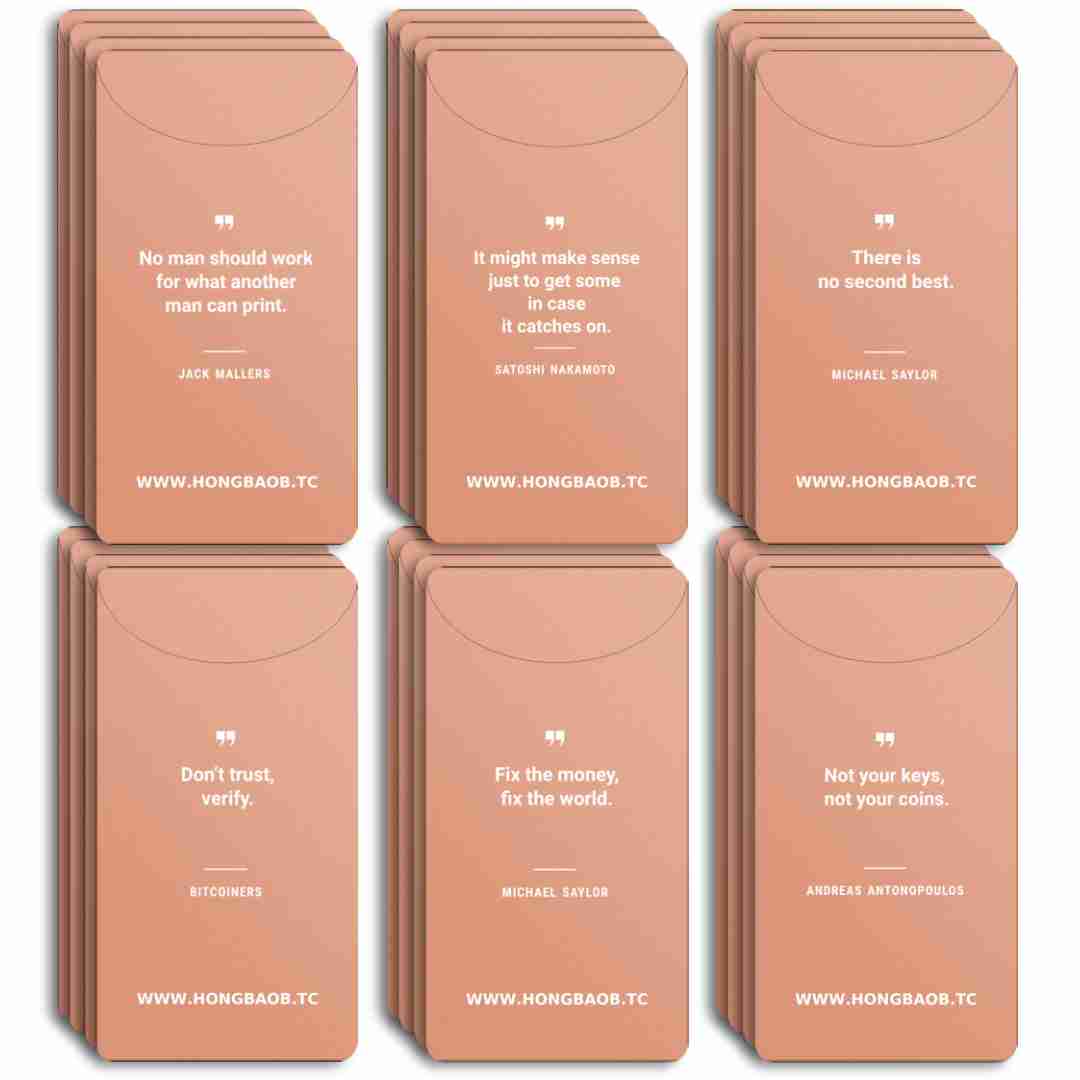 ❞
No man should work
for what another
man can print.
JACK MALLERS
WWW.HONGBAOB.TC
❞
It might make sense
just to get some
in case
it catches on.
SATOSHI NAKAMOTO
WWW.HONGBAOB.TC
❞
There is
no second best.
MICHAEL SAYLOR
WWW.HONGBAOB.TC
❞
Don't trust,
verify.
BITCOINERS
WWW.HONGBAOB.TC
❞
Fix the money,
fix the world.
MICHAEL SAYLOR
WWW.HONGBAOB.TC
❞
Not your keys,
not your coins.
ANDREAS ANTONOPOULOS
WWW.HONGBAOB.TC